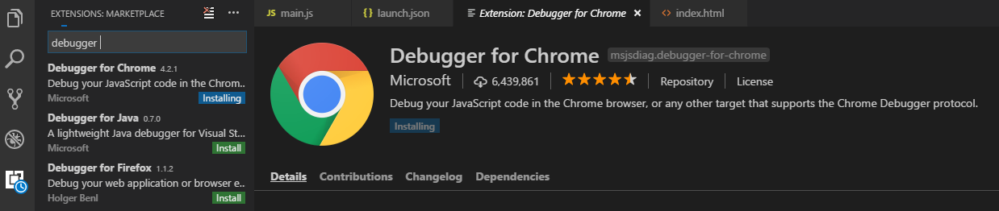 EXTENSIONS: MARKETPLACE
debugger
Debugger for Chrome 4.2.1
Debug your JavaScript code in the Chrom...
Microsoft Installing
Debugger for Java 0.7.0
A lightweight Java debugger for Visual St...
Microsoft Install
Debugger for Firefox 1.1.2
Debug your web application or browser e...
Holger Benl Install
JS main.js {} launch.json Extension: Debugger for Chrome × <> index.html
Debugger for Chrome msjsdiag.debugger-for-chrome
Microsoft 6,439,861 Repository License
Debug your JavaScript code in the Chrome browser, or any other target that supports the Chrome Debugger protocol.
Installing
Details Contributions Changelog Dependencies